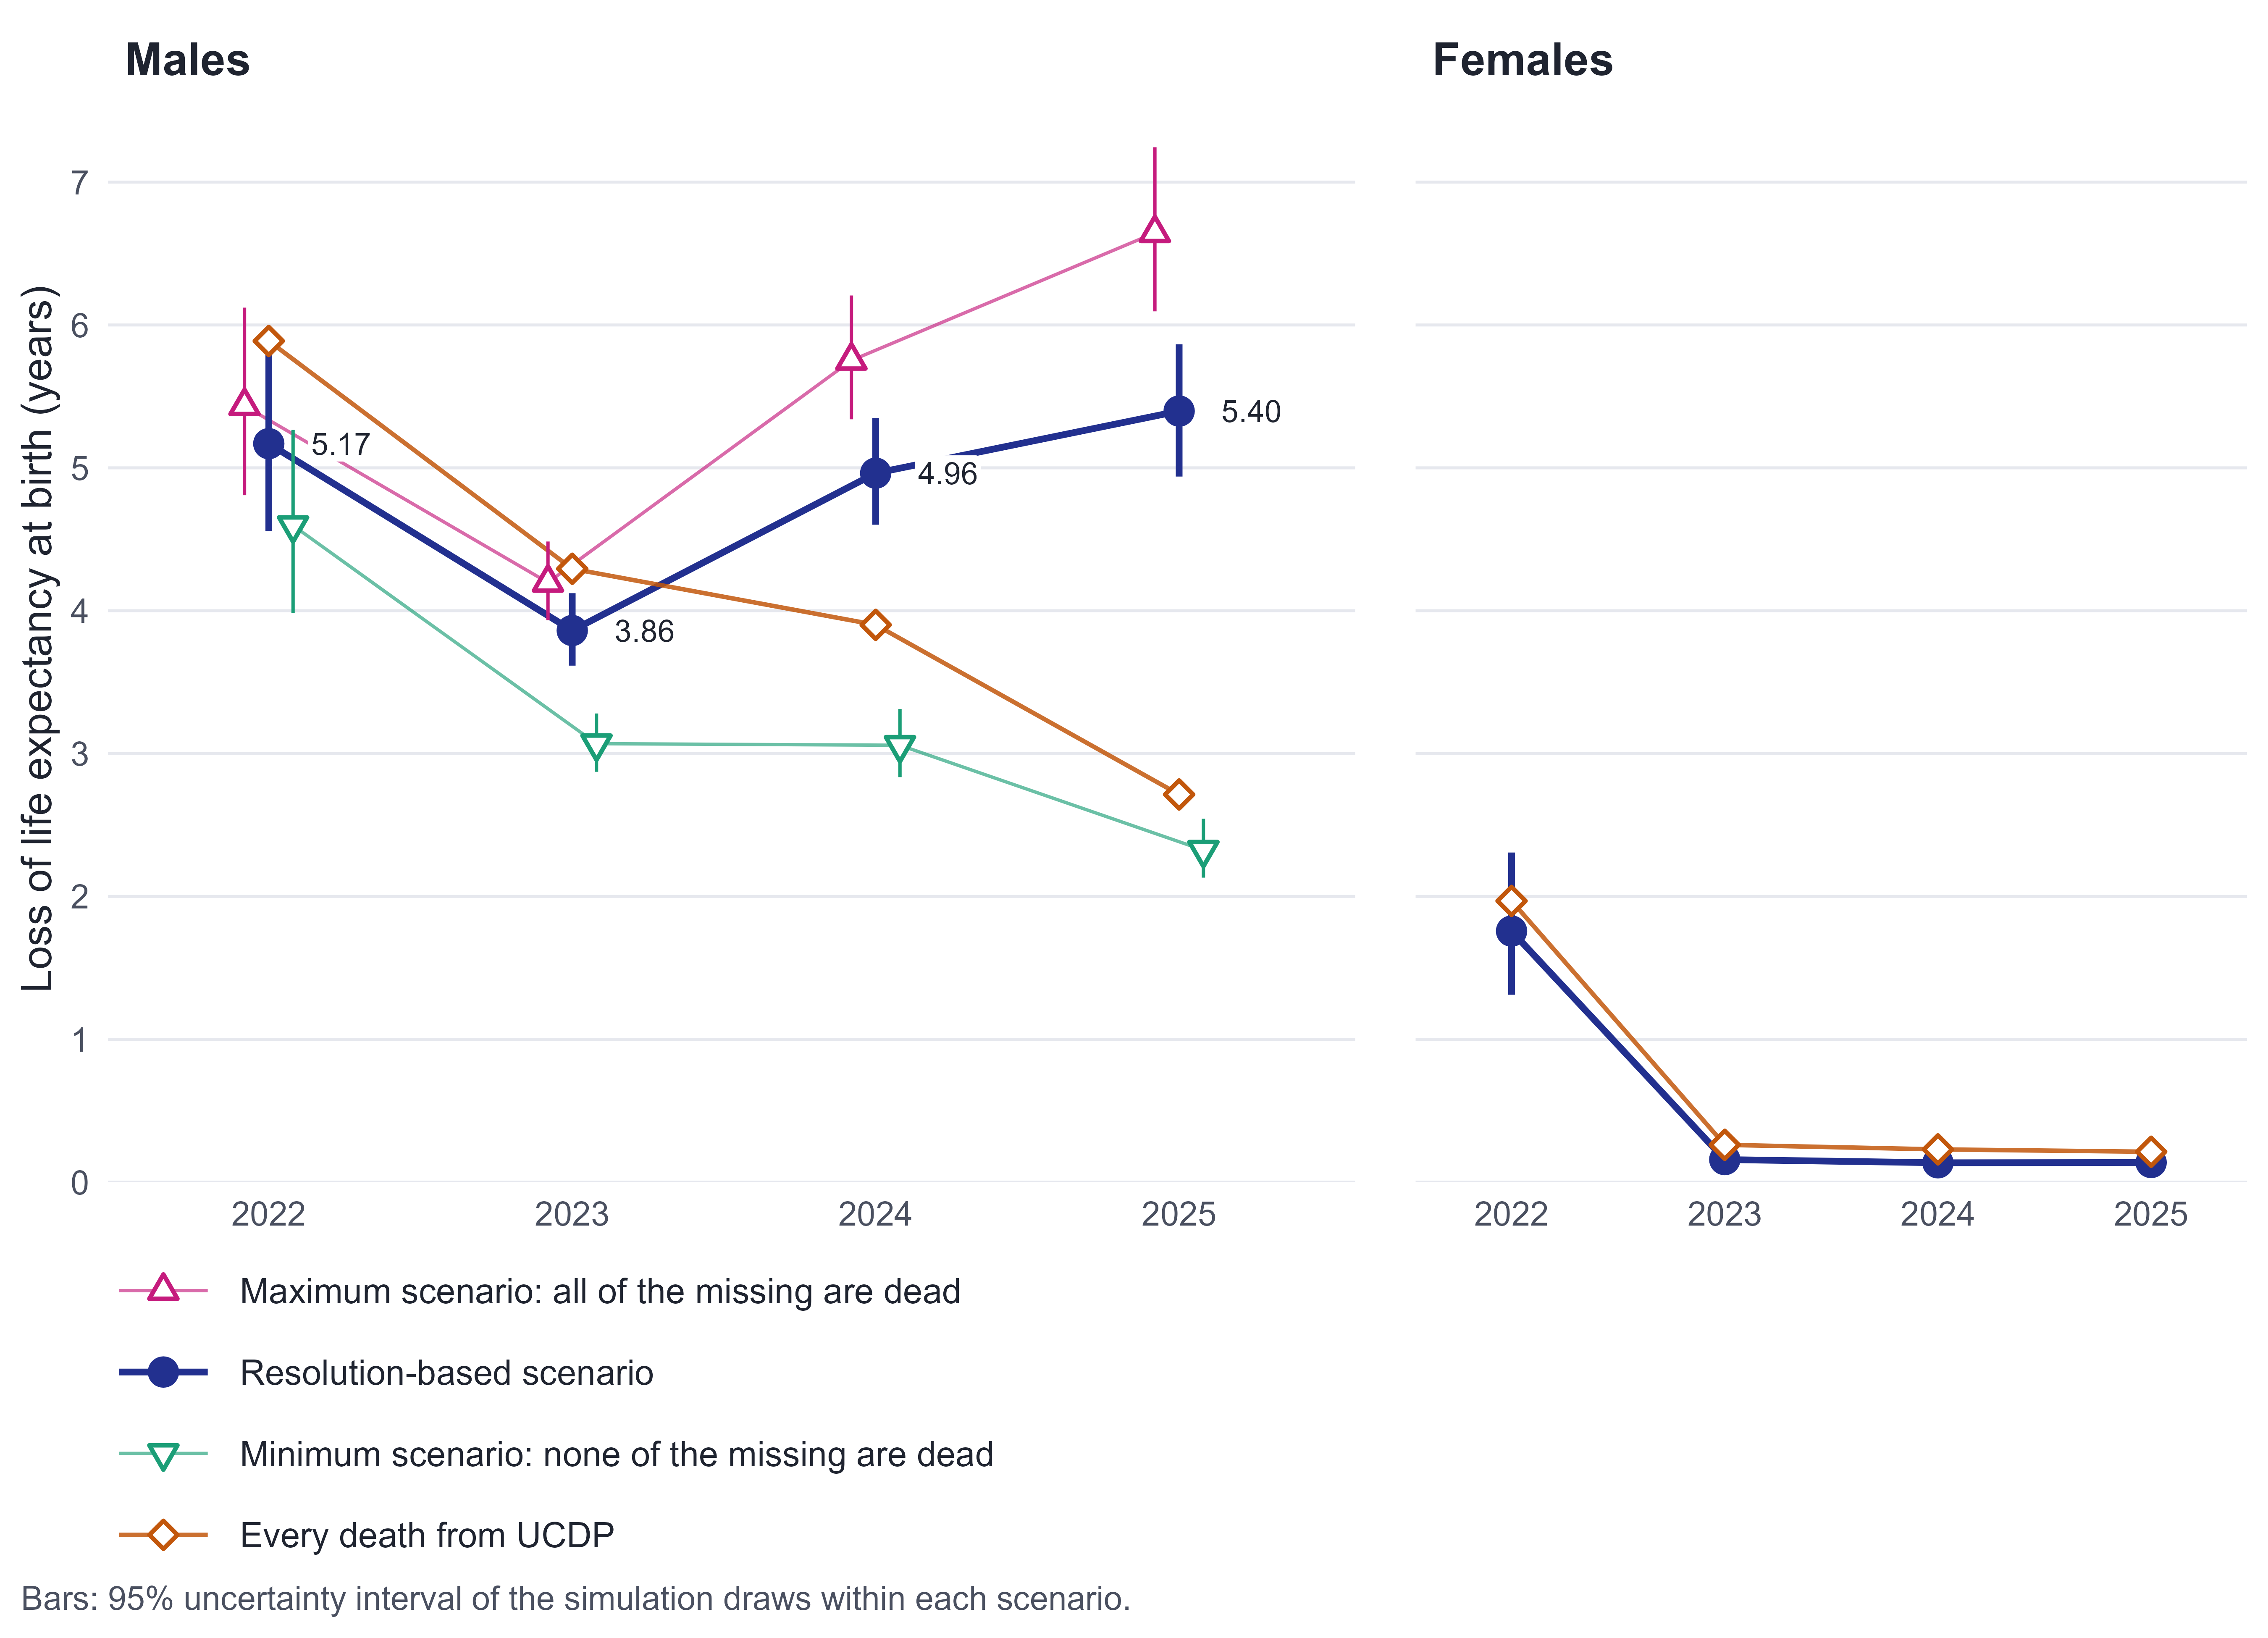 Males
Females
Loss of life expectancy at birth (years)
7
6
5
4
3
2
1
0
5.17
3.86
4.96
5.40
2022
2023
2024
2025
2022
2023
2024
2025
Maximum scenario: all of the missing are dead
Resolution-based scenario
Minimum scenario: none of the missing are dead
Every death from UCDP
Bars: 95% uncertainty interval of the simulation draws within each scenario.